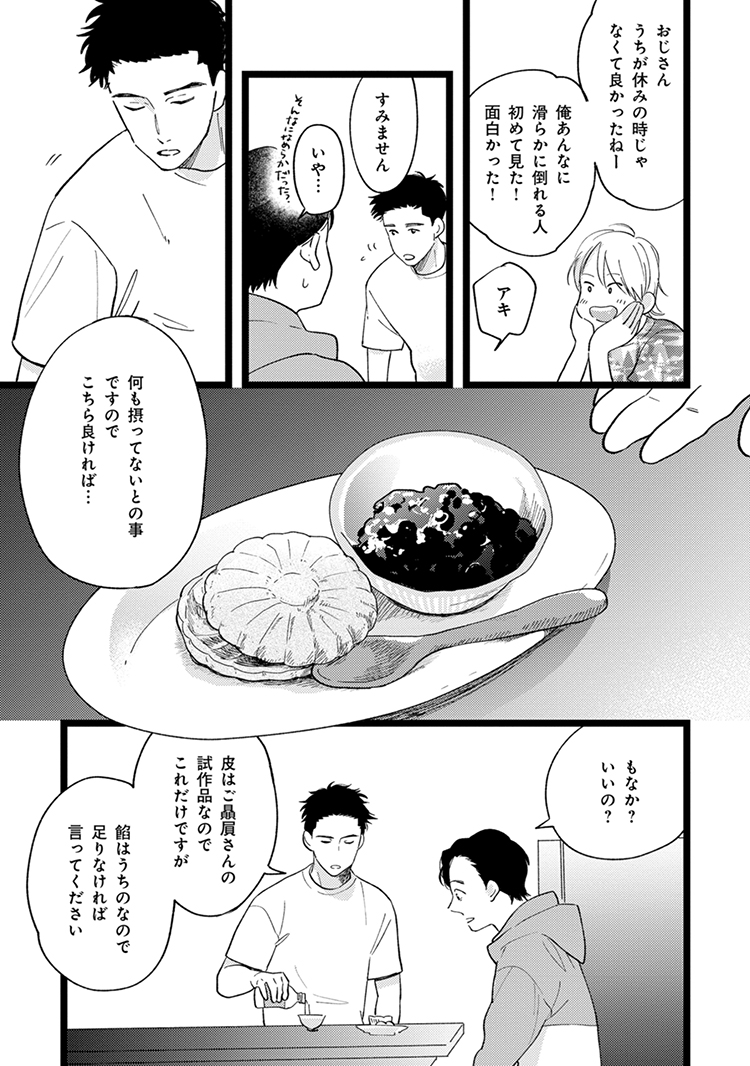 おじさん
うちが休みの時じゃ
なくて良かったねー
俺あんなに
滑らかに倒れる人
初めて見た！
面白かった！
アキ
すみません
いや…
そんなになめらかだった？
何も摂ってないとの事
ですので
こちら良ければ…
もなか？
いいの？
皮はご贔屓さんの
試作品なので
これだけですが
餡はうちのなので
足りなければ
言ってください